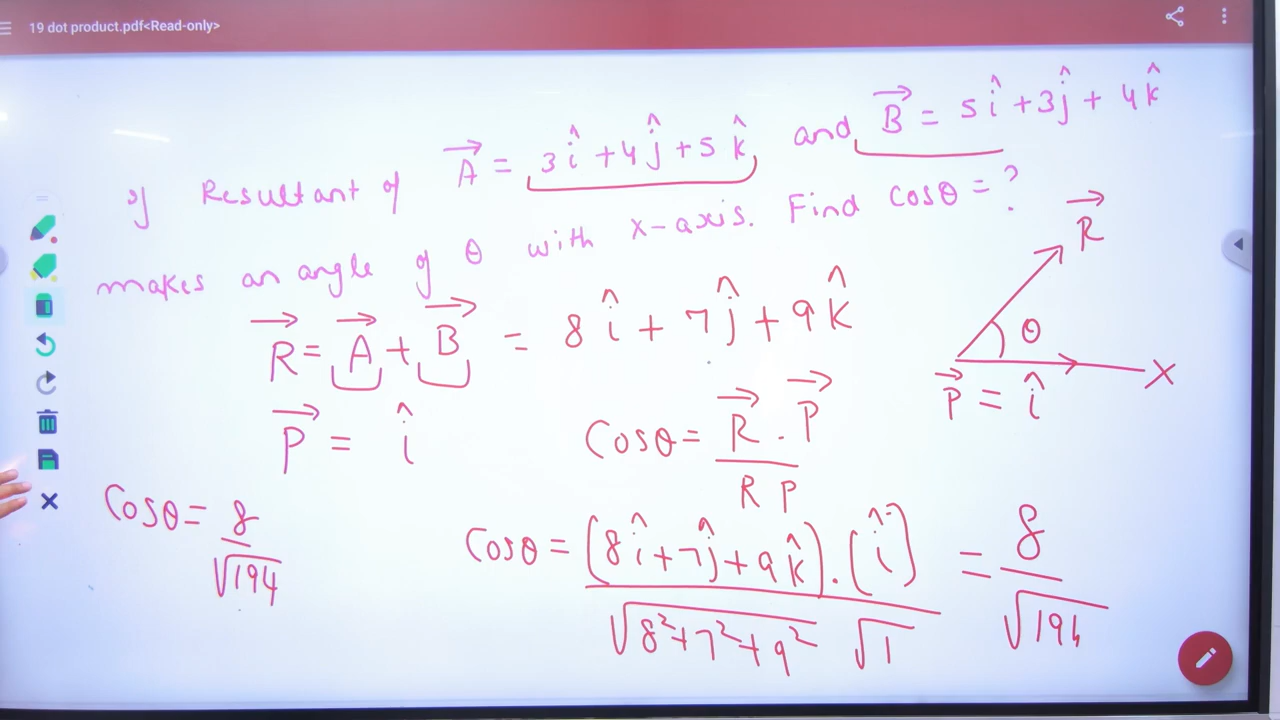 19 dot product.pdf<Read-only>
If Resultant of →A = 3î + 4ĵ + 5k̂ and →B = 5î + 3ĵ + 4k̂
makes an angle of θ with x-axis. Find Cosθ = ?
→R = →A + →B = 8î + 7ĵ + 9k̂
→R
θ
X
→P = î
→P = î
Cosθ = →R . →P / R P
Cosθ = 8/√194
Cosθ = (8î + 7ĵ + 9k̂) . (î) / √8²+7²+9² √1 = 8/√194